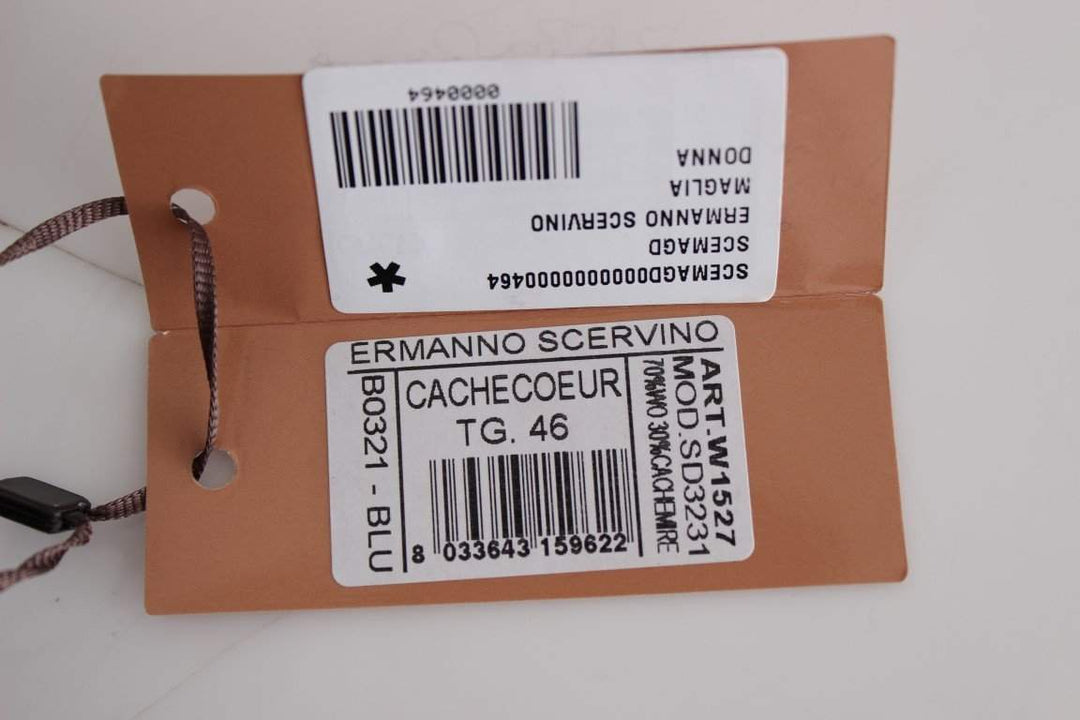 SCEMAGD000000000000464
SCEMAGD
ERMANNO SCERVINO
MAGLIA
DONNA
0000464
ERMANNO SCERVINO
B0321 - BLU
CACHECOEUR
TG. 46
8 033643 159622
ART.W1527
MOD.SD3231
70%WO 30%CACHEMIRE